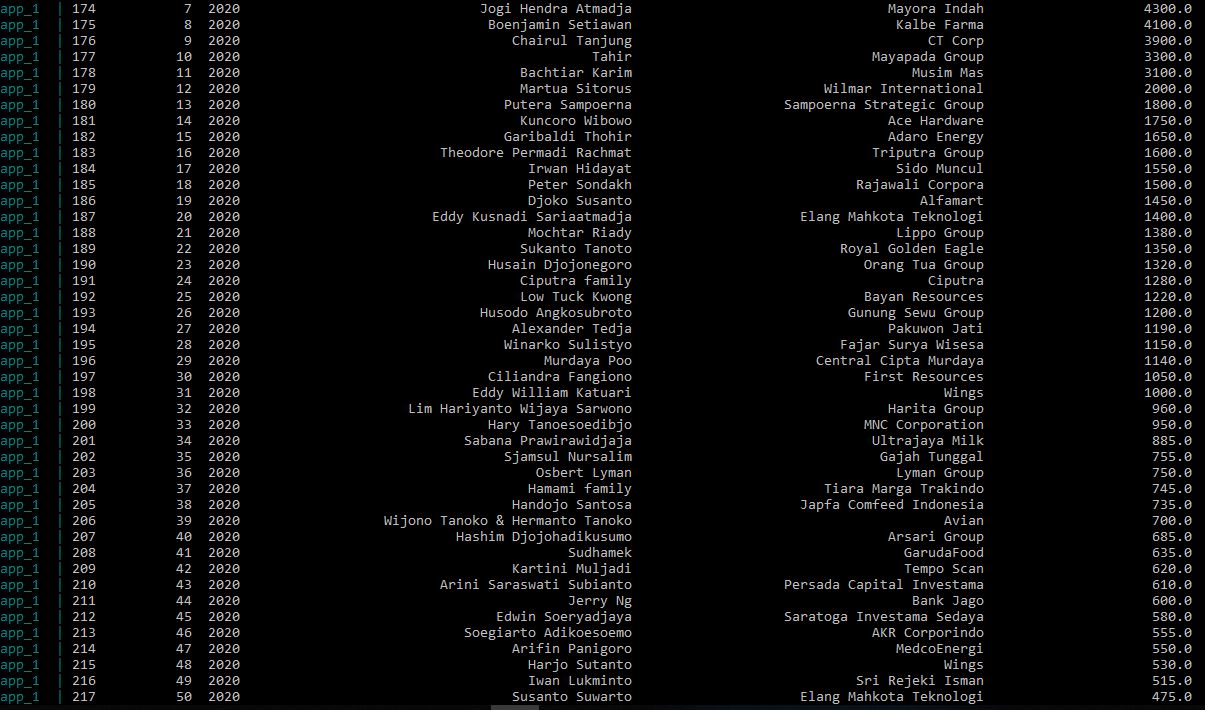 app_1 | 174 7 2020 Jogi Hendra Atmadja Mayora Indah 4300.0
app_1 | 175 8 2020 Boenjamin Setiawan Kalbe Farma 4100.0
app_1 | 176 9 2020 Chairul Tanjung CT Corp 3900.0
app_1 | 177 10 2020 Tahir Mayapada Group 3300.0
app_1 | 178 11 2020 Bachtiar Karim Musim Mas 3100.0
app_1 | 179 12 2020 Martua Sitorus Wilmar International 2000.0
app_1 | 180 13 2020 Putera Sampoerna Sampoerna Strategic Group 1800.0
app_1 | 181 14 2020 Kuncoro Wibowo Ace Hardware 1750.0
app_1 | 182 15 2020 Garibaldi Thohir Adaro Energy 1650.0
app_1 | 183 16 2020 Theodore Permadi Rachmat Triputra Group 1600.0
app_1 | 184 17 2020 Irwan Hidayat Sido Muncul 1550.0
app_1 | 185 18 2020 Peter Sondakh Rajawali Corpora 1500.0
app_1 | 186 19 2020 Djoko Susanto Alfamart 1450.0
app_1 | 187 20 2020 Eddy Kusnadi Sariaatmadja Elang Mahkota Teknologi 1400.0
app_1 | 188 21 2020 Mochtar Riady Lippo Group 1380.0
app_1 | 189 22 2020 Sukanto Tanoto Royal Golden Eagle 1350.0
app_1 | 190 23 2020 Husain Djojonegoro Orang Tua Group 1320.0
app_1 | 191 24 2020 Ciputra family Ciputra 1280.0
app_1 | 192 25 2020 Low Tuck Kwong Bayan Resources 1220.0
app_1 | 193 26 2020 Husodo Angkosubroto Gunung Sewu Group 1200.0
app_1 | 194 27 2020 Alexander Tedja Pakuwon Jati 1190.0
app_1 | 195 28 2020 Winarko Sulistyo Fajar Surya Wisesa 1150.0
app_1 | 196 29 2020 Murdaya Poo Central Cipta Murdaya 1140.0
app_1 | 197 30 2020 Ciliandra Fangiono First Resources 1050.0
app_1 | 198 31 2020 Eddy William Katuari Wings 1000.0
app_1 | 199 32 2020 Lim Hariyanto Wijaya Sarwono Harita Group 960.0
app_1 | 200 33 2020 Hary Tanoesoedibjo MNC Corporation 950.0
app_1 | 201 34 2020 Sabana Prawirawidjaja Ultrajaya Milk 885.0
app_1 | 202 35 2020 Sjamsul Nursalim Gajah Tunggal 755.0
app_1 | 203 36 2020 Osbert Lyman Lyman Group 750.0
app_1 | 204 37 2020 Hamami family Tiara Marga Trakindo 745.0
app_1 | 205 38 2020 Handojo Santosa Japfa Comfeed Indonesia 735.0
app_1 | 206 39 2020 Wijono Tanoko & Hermanto Tanoko Avian 700.0
app_1 | 207 40 2020 Hashim Djojohadikusumo Arsari Group 685.0
app_1 | 208 41 2020 Sudhamek GarudaFood 635.0
app_1 | 209 42 2020 Kartini Muljadi Tempo Scan 620.0
app_1 | 210 43 2020 Arini Saraswati Subianto Persada Capital Investama 610.0
app_1 | 211 44 2020 Jerry Ng Bank Jago 600.0
app_1 | 212 45 2020 Edwin Soeryadjaya Saratoga Investama Sedaya 580.0
app_1 | 213 46 2020 Soegiarto Adikoesoemo AKR Corporindo 555.0
app_1 | 214 47 2020 Arifin Panigoro MedcoEnergi 550.0
app_1 | 215 48 2020 Harjo Sutanto Wings 530.0
app_1 | 216 49 2020 Iwan Lukminto Sri Rejeki Isman 515.0
app_1 | 217 50 2020 Susanto Suwarto Elang Mahkota Teknologi 475.0